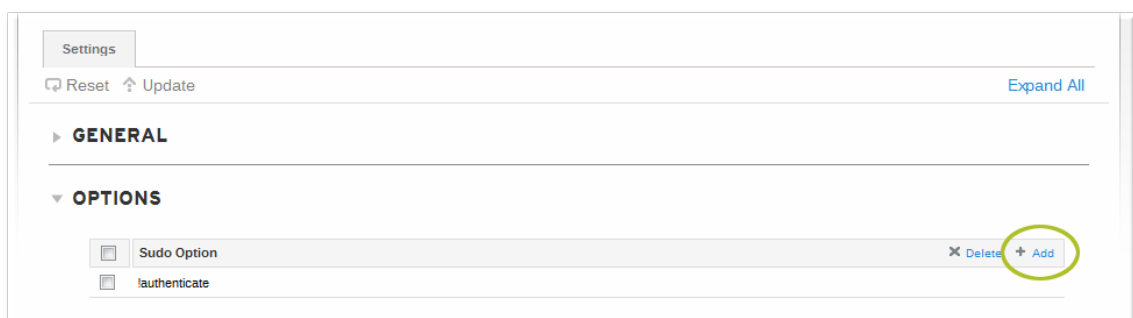 Settings
Reset Update Expand All
GENERAL
OPTIONS
Sudo Option Delete + Add
!authenticate